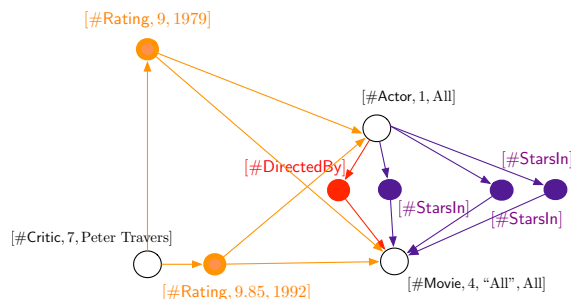 [#Rating, 9, 1979]
[#Actor, 1, All]
[#StarsIn]
[#DirectedBy]
[#StarsIn]
[#StarsIn]
[#Critic, 7, Peter Travers]
[#Movie, 4, “All”, All]
[#Rating, 9.85, 1992]